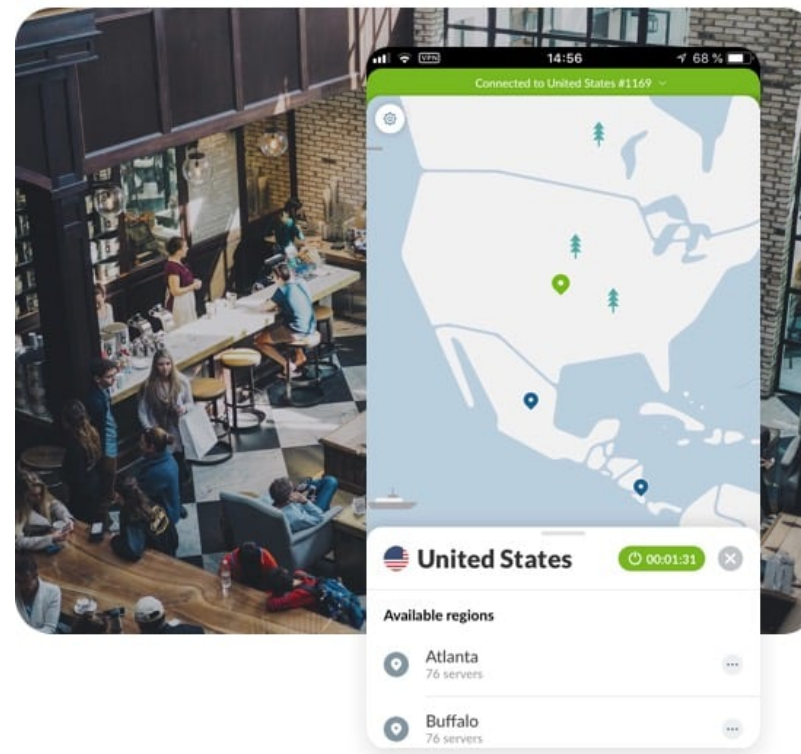 VPN 14:56 68 %
Connected to United States #1169
United States 00:01:31
Available regions
Atlanta
76 servers
Buffalo
76 servers